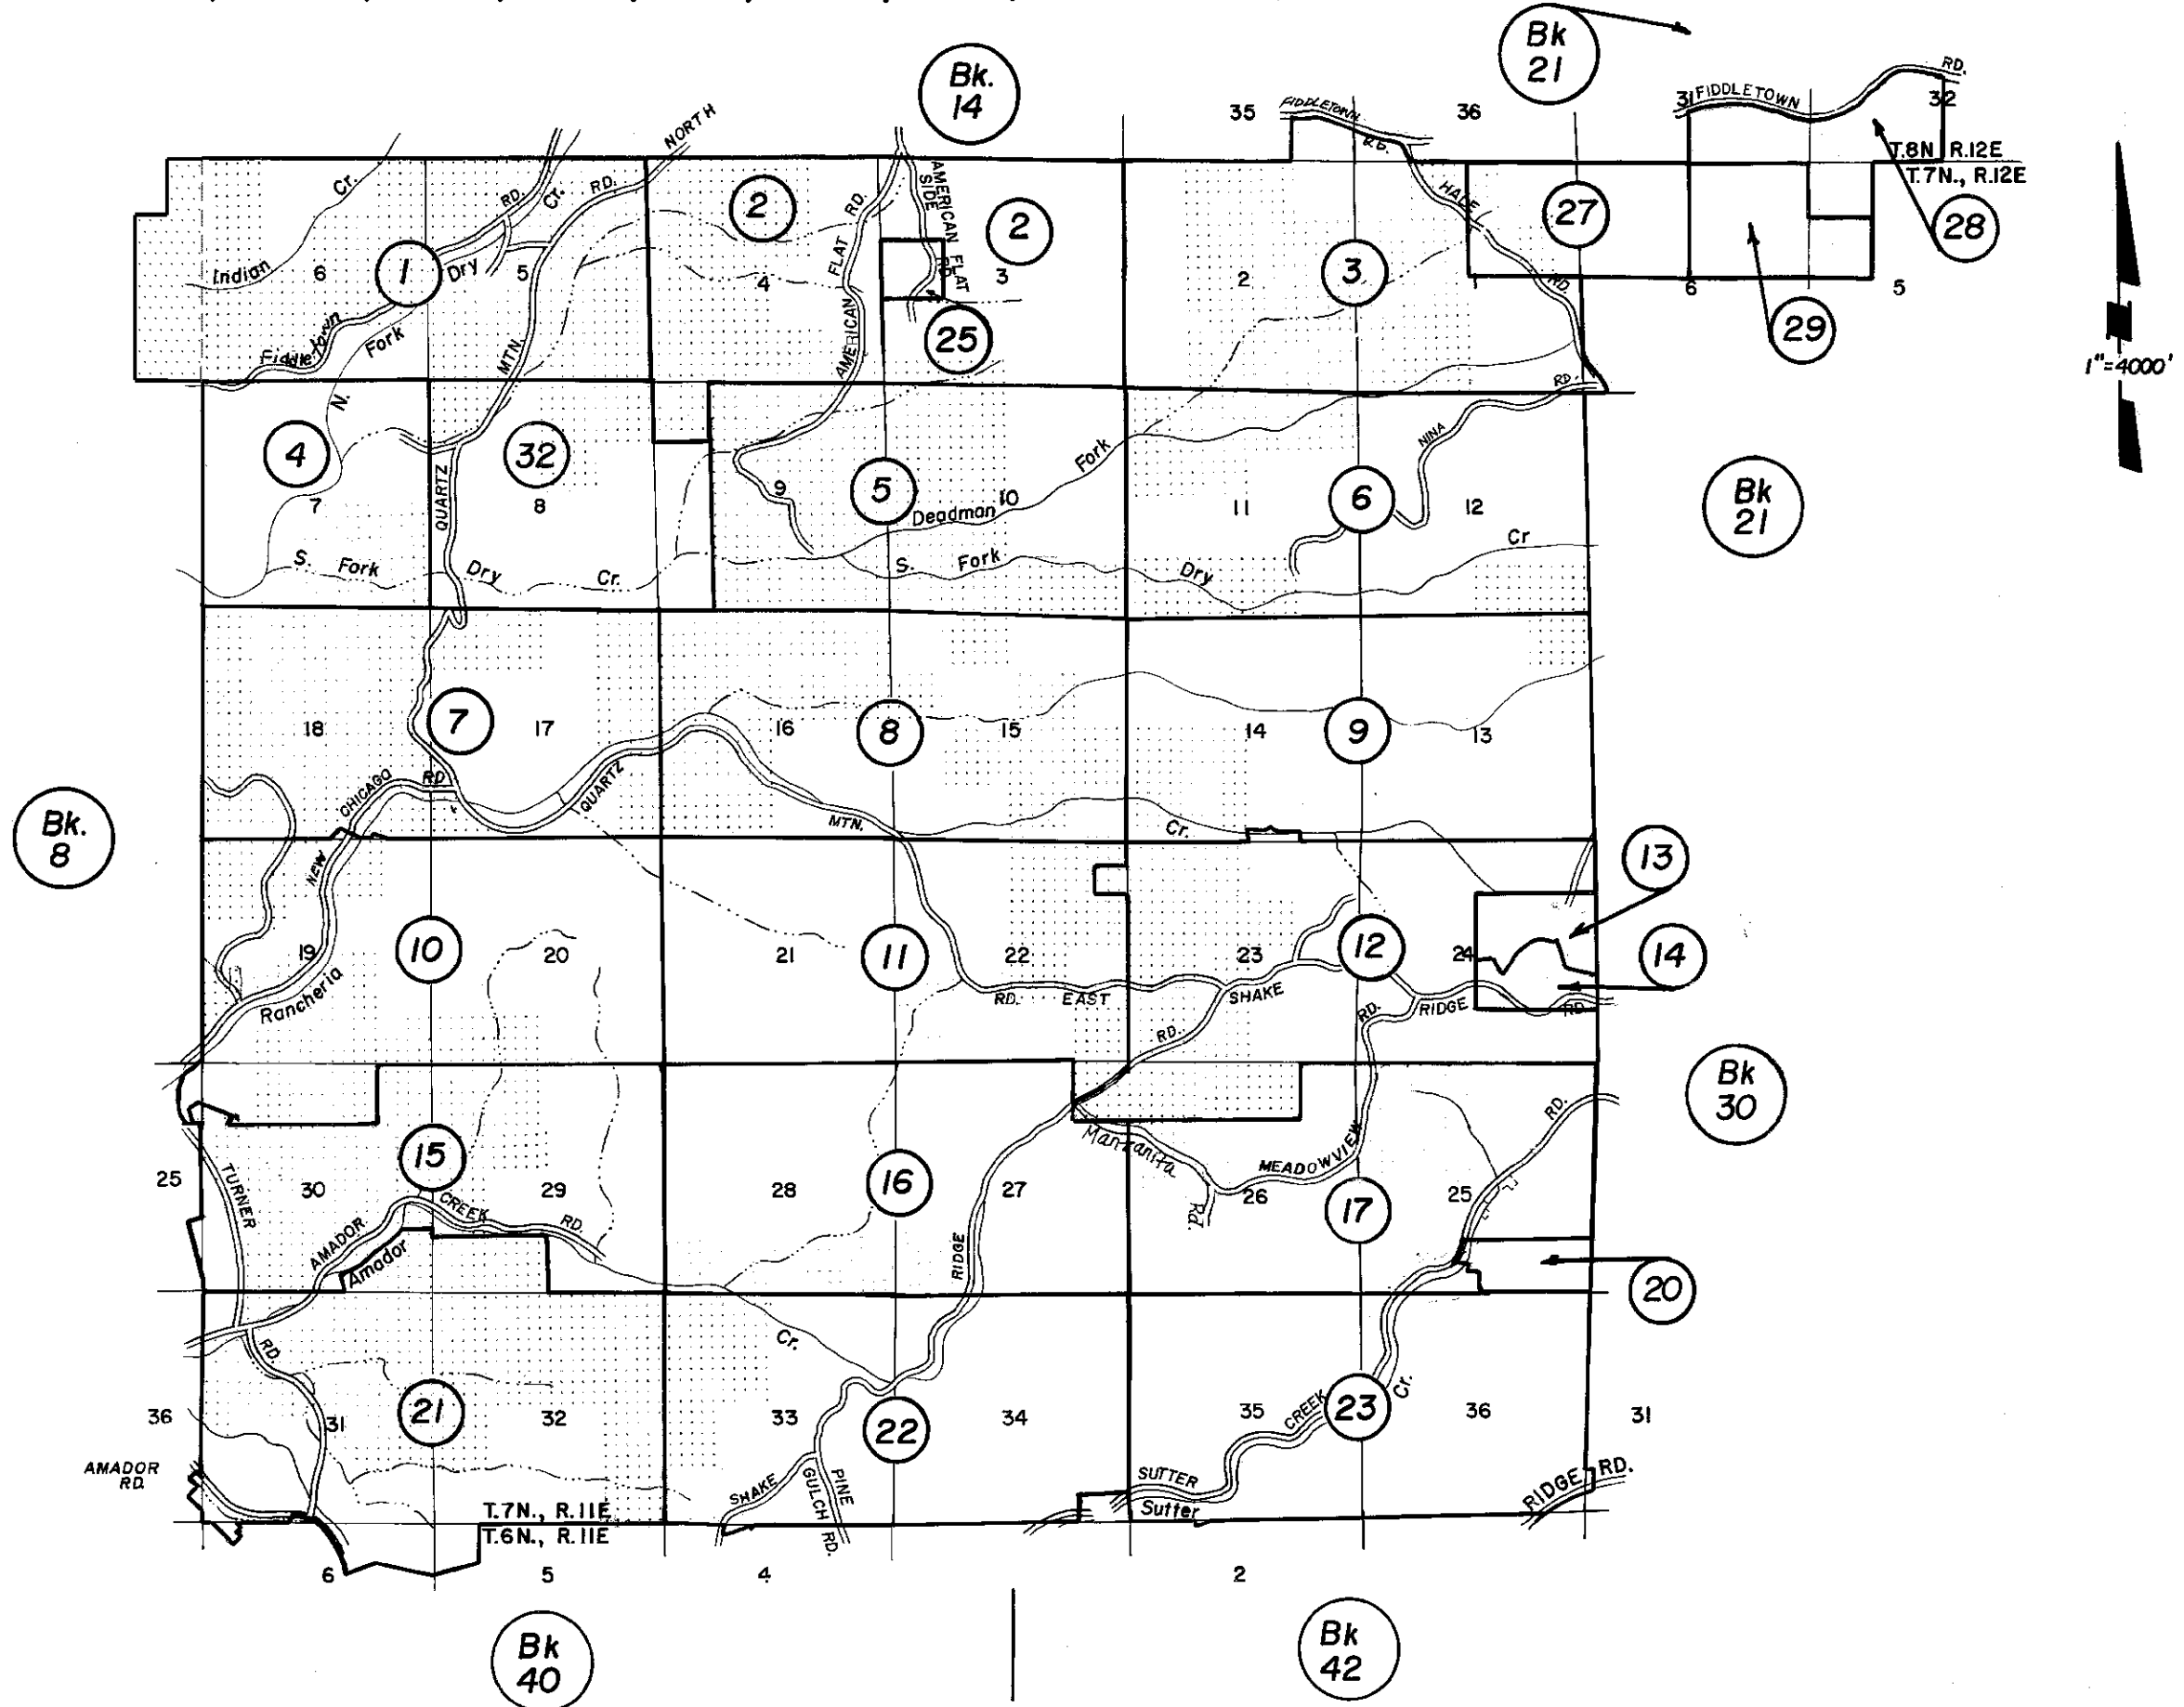 Bk.
14
Bk
21
35
FIDDLETOWN
RD.
36
31
FIDDLETOWN
RD.
32
T.8N R.12E
T.7N., R.12E
28
27
29
6
5
1"=4000'
NORTH
Cr.
RD.
Cr.
RD.
Indian
6
1
Dry
5
Fiddletown
Fork
N.
MTN.
2
4
FLAT
RD.
AMERICAN
AMERICAN FLAT
SIDE
RD.
2
3
25
HALE
RD.
2
3
4
7
32
8
QUARTZ
S. Fork
Dry
Cr.
9
5
Deadman
10
Fork
S. Fork
Dry
Cr
11
6
12
NINA
RD.
Bk
21
18
7
17
16
8
15
14
9
13
NEW
CHICAGO
RD
QUARTZ
MTN.
Cr.
Bk.
8
19
10
20
21
11
22
23
12
24
13
14
Rancheria
RD.
EAST
SHAKE
RIDGE
RD
RD.
RD.
Bk
30
25
TURNER
30
15
29
AMADOR
CREEK
RD.
Amador
28
16
27
RIDGE
Manzanita
Rd.
MEADOWVIEW
26
17
25
RD.
20
RD
36
31
21
32
33
22
34
Cr.
35
CREEK
23
Cr.
36
31
AMADOR
RD.
SHAKE
PINE
GULCH RD.
SUTTER
Sutter
RIDGE RD.
T.7N., R.11E
T.6N., R.11E
6
5
4
2
Bk
40
Bk
42